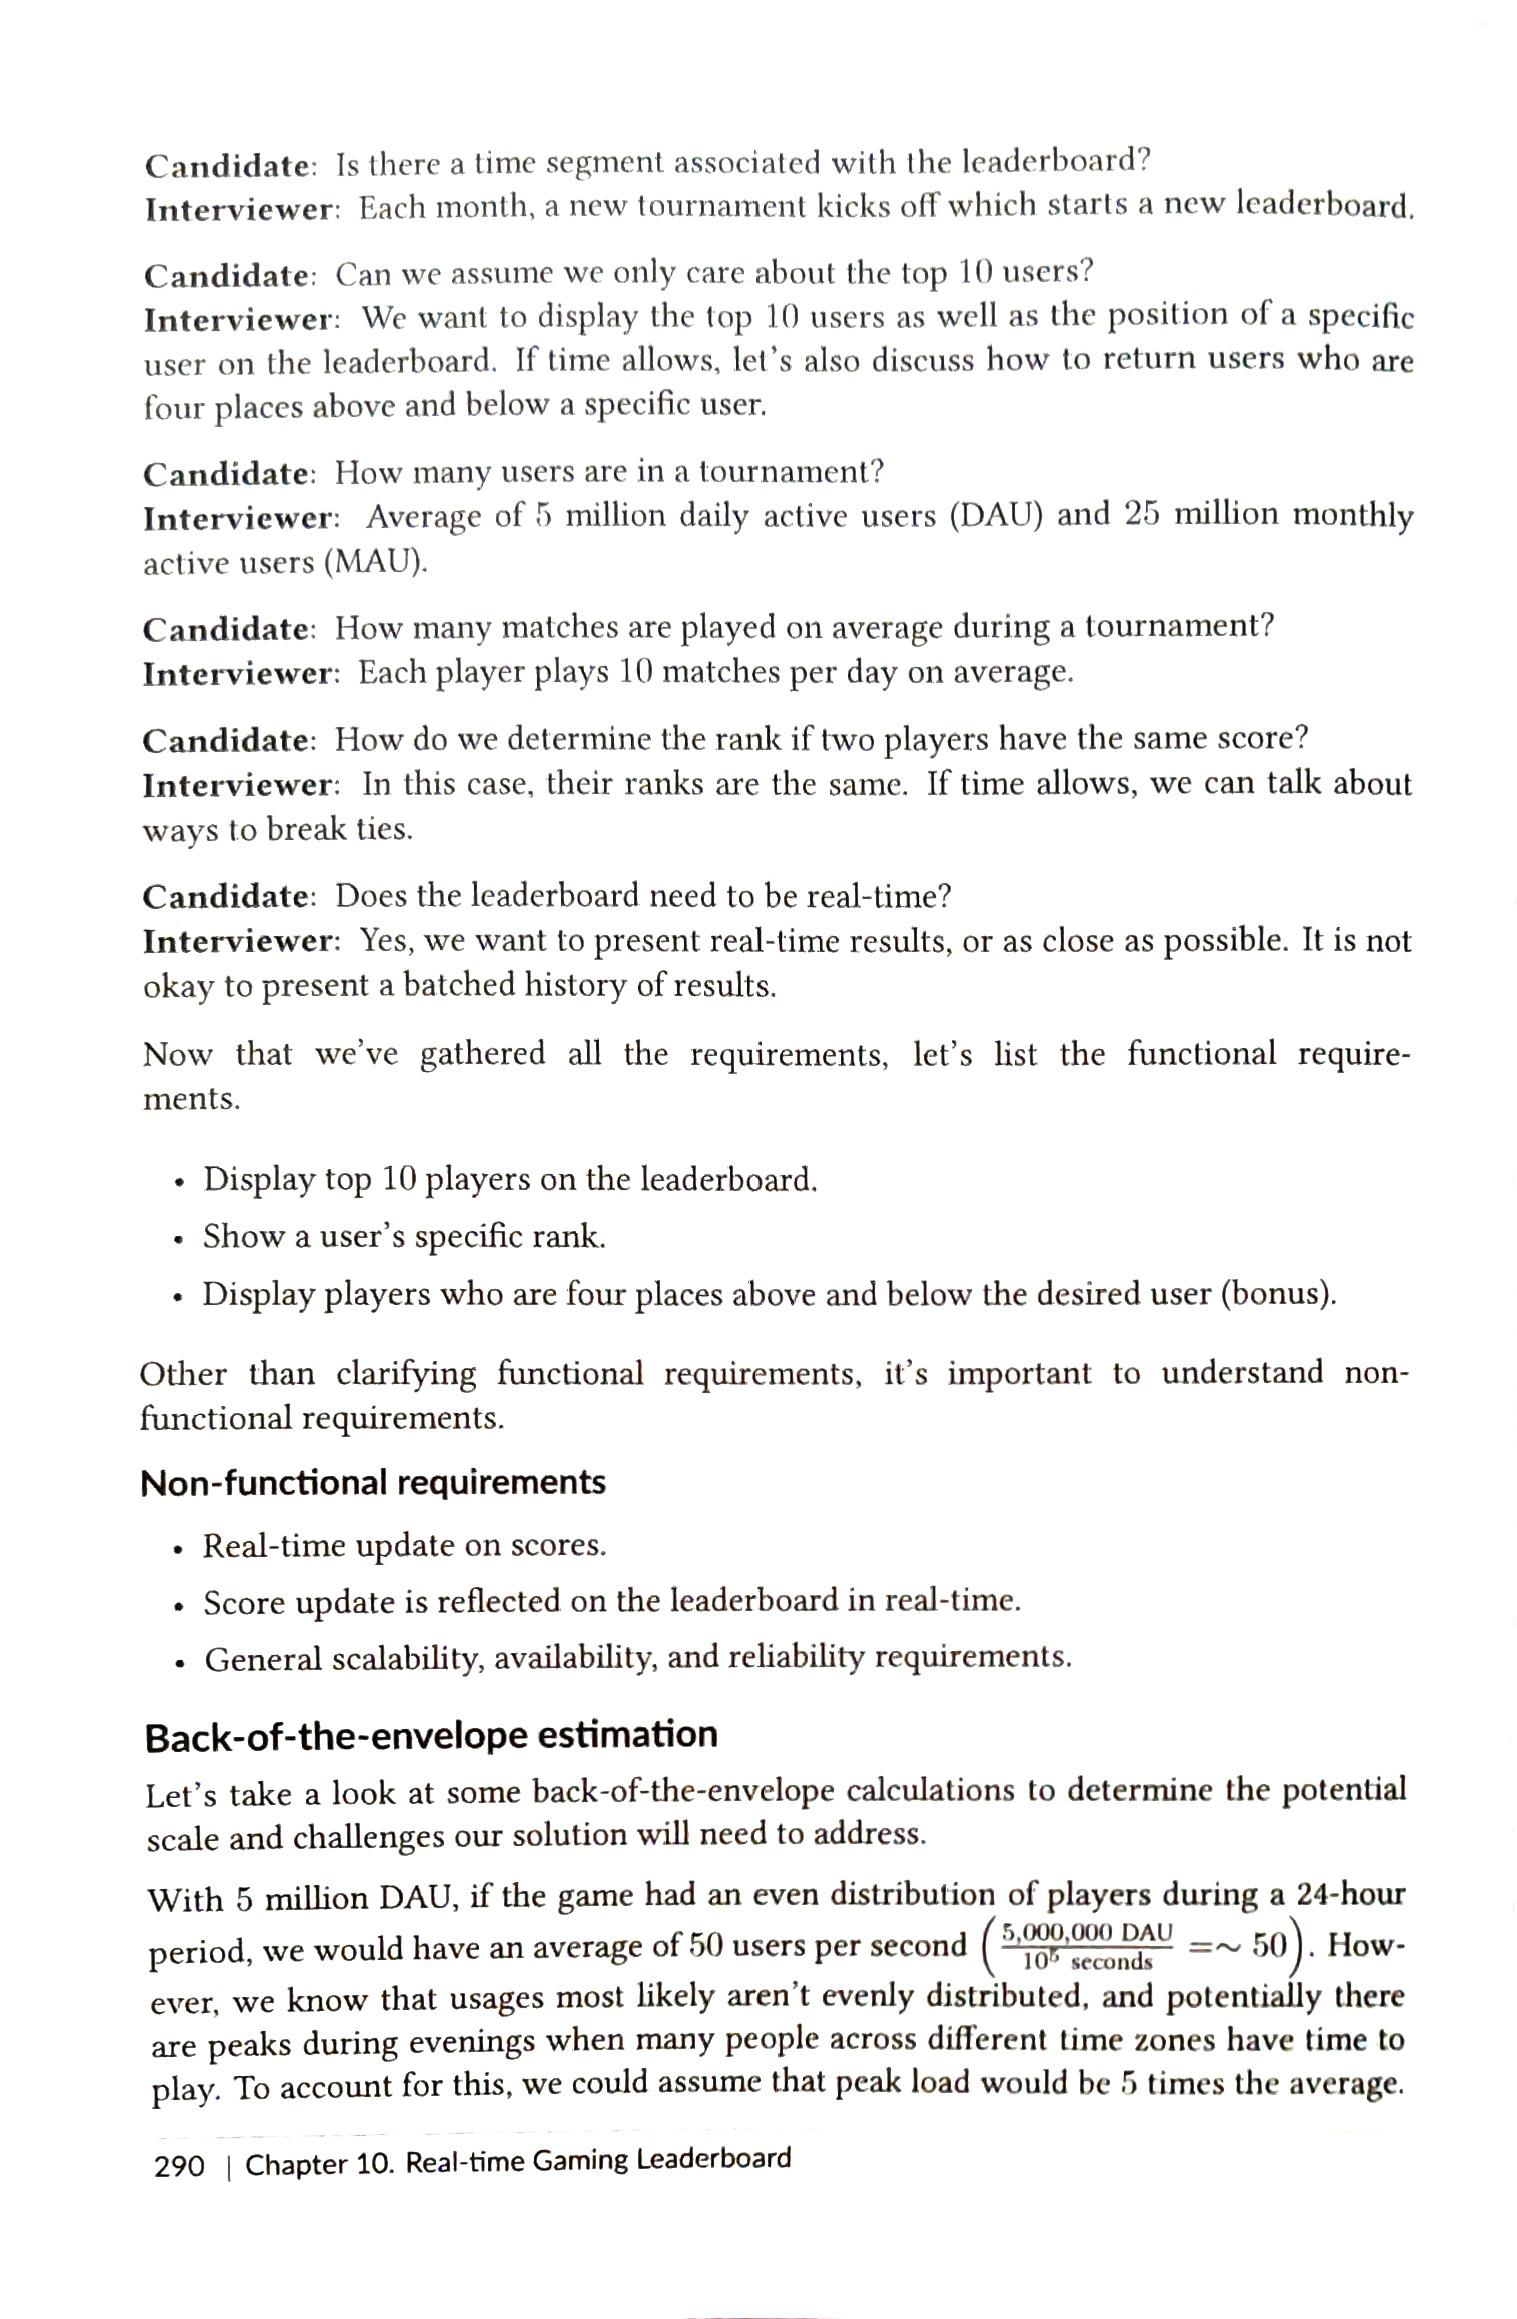 Candidate: Is there a time segment associated with the leaderboard?
Interviewer: Each month, a new tournament kicks off which starts a new leaderboard.
Candidate: Can we assume we only care about the top 10 users?
Interviewer: We want to display the top 10 users as well as the position of a specific
user on the leaderboard. If time allows, let's also discuss how to return users who are
four places above and below a specific user.
Candidate: How many users are in a tournament?
Interviewer: Average of 5 million daily active users (DAU) and 25 million monthly
active users (MAU).
Candidate: How many matches are played on average during a tournament?
Interviewer: Each player plays 10 matches per day on average.
Candidate: How do we determine the rank if two players have the same score?
Interviewer: In this case, their ranks are the same. If time allows, we can talk about
ways to break ties.
Candidate: Does the leaderboard need to be real-time?
Interviewer: Yes, we want to present real-time results, or as close as possible. It is not
okay to present a batched history of results.
Now that we've gathered all the requirements, let's list the functional require-
ments.
• Display top 10 players on the leaderboard.
• Show a user's specific rank.
• Display players who are four places above and below the desired user (bonus).
Other than clarifying functional requirements, it's important to understand non-
functional requirements.
Non-functional requirements
• Real-time update on scores.
• Score update is reflected on the leaderboard in real-time.
• General scalability, availability, and reliability requirements.
Back-of-the-envelope estimation
Let's take a look at some back-of-the-envelope calculations to determine the potential
scale and challenges our solution will need to address.
With 5 million DAU, if the game had an even distribution of players during a 24-hour
period, we would have an average of 50 users per second (5,000,000 DAU / 10⁵ seconds =~ 50). How-
ever, we know that usages most likely aren't evenly distributed, and potentially there
are peaks during evenings when many people across different time zones have time to
play. To account for this, we could assume that peak load would be 5 times the average.
290 | Chapter 10. Real-time Gaming Leaderboard